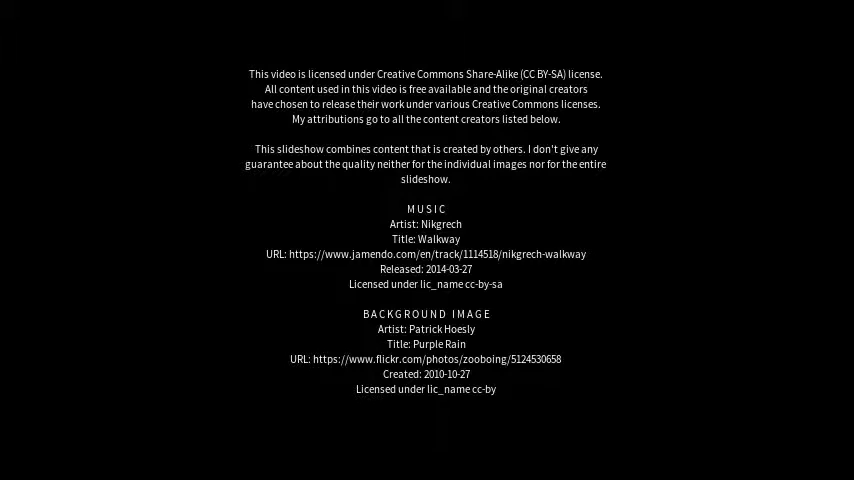 This video is licensed under Creative Commons Share-Alike (CC BY-SA) license.
All content used in this video is free available and the original creators
have chosen to release their work under various Creative Commons licenses.
My attributions go to all the content creators listed below.
This slideshow combines content that is created by others. I don't give any
guarantee about the quality neither for the individual images nor for the entire
slideshow.
MUSIC
Artist: Nikgrech
Title: Walkway
URL: https://www.jamendo.com/en/track/1114518/nikgrech-walkway
Released: 2014-03-27
Licensed under lic_name cc-by-sa
BACKGROUND IMAGE
Artist: Patrick Hoesly
Title: Purple Rain
URL: https://www.flickr.com/photos/zooboing/5124530658
Created: 2010-10-27
Licensed under lic_name cc-by